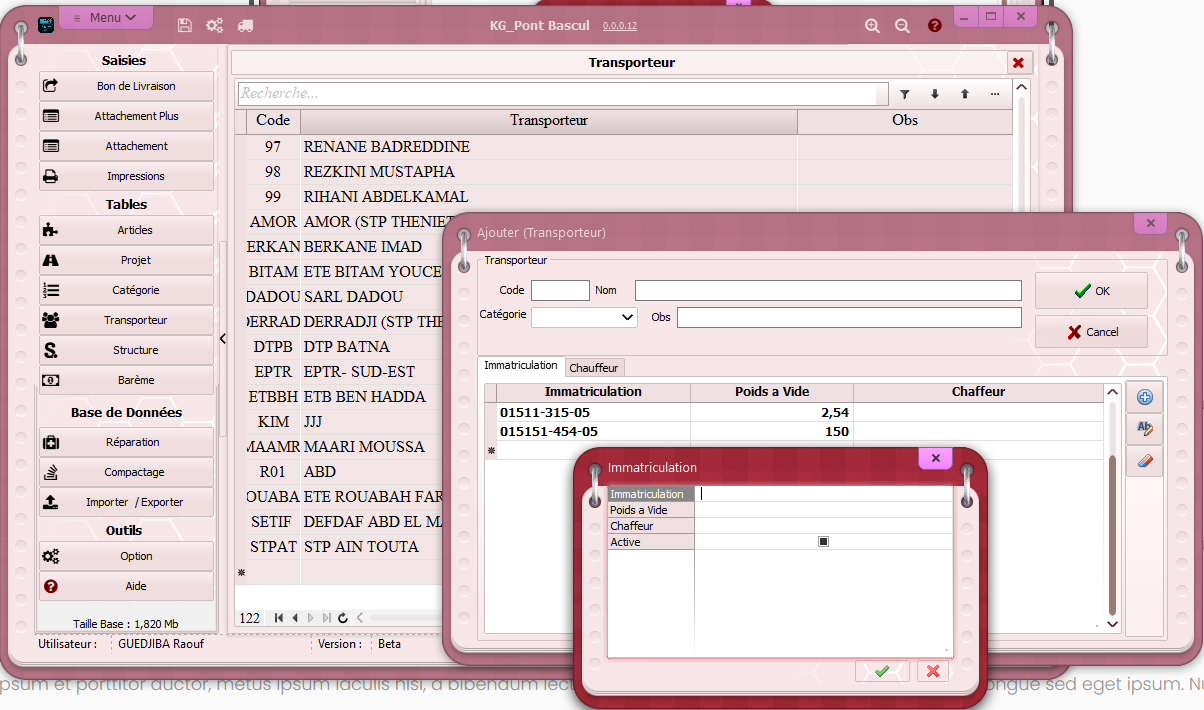 ≡ Menu
KG_Pont Bascul 0.0.0.12
Saisies
Bon de Livraison
Attachement Plus
Attachement
Impressions
Tables
Articles
Projet
Catégorie
Transporteur
Structure
Barème
Base de Données
Réparation
Compactage
Importer / Exporter
Outils
Option
Aide
Taille Base : 1,820 Mb
Transporteur
Recherche...
Code Transporteur Obs
97 RENANE BADREDDINE
98 REZKINI MUSTAPHA
99 RIHANI ABDELKAMAL
AMOR AMOR (STP THENIET
ERKAN BERKANE IMAD
BITAM ETE BITAM YOUCE
DADOU SARL DADOU
DERRAD DERRADJI (STP THE
DTPB DTP BATNA
EPTR EPTR- SUD-EST
ETBBH ETB BEN HADDA
KIM JJJ
MAAMR MAARI MOUSSA
R01 ABD
OUABA ETE ROUABAH FAR
SETIF DEFDAF ABD EL MA
STPAT STP AIN TOUTA
122
Utilisateur : GUEDJIBA Raouf Version : Beta
Ajouter (Transporteur)
Transporteur
Code Nom
Catégorie Obs
OK
Cancel
Immatriculation Chauffeur
Immatriculation Poids a Vide Chaffeur
01511-315-05 2,54
015151-454-05 150
Immatriculation
Immatriculation
Poids a Vide
Chaffeur
Active
psum et porttitor auctor, metus ipsum iaculis nisl, a bibendum lectu ongue sed eget ipsum. Nu